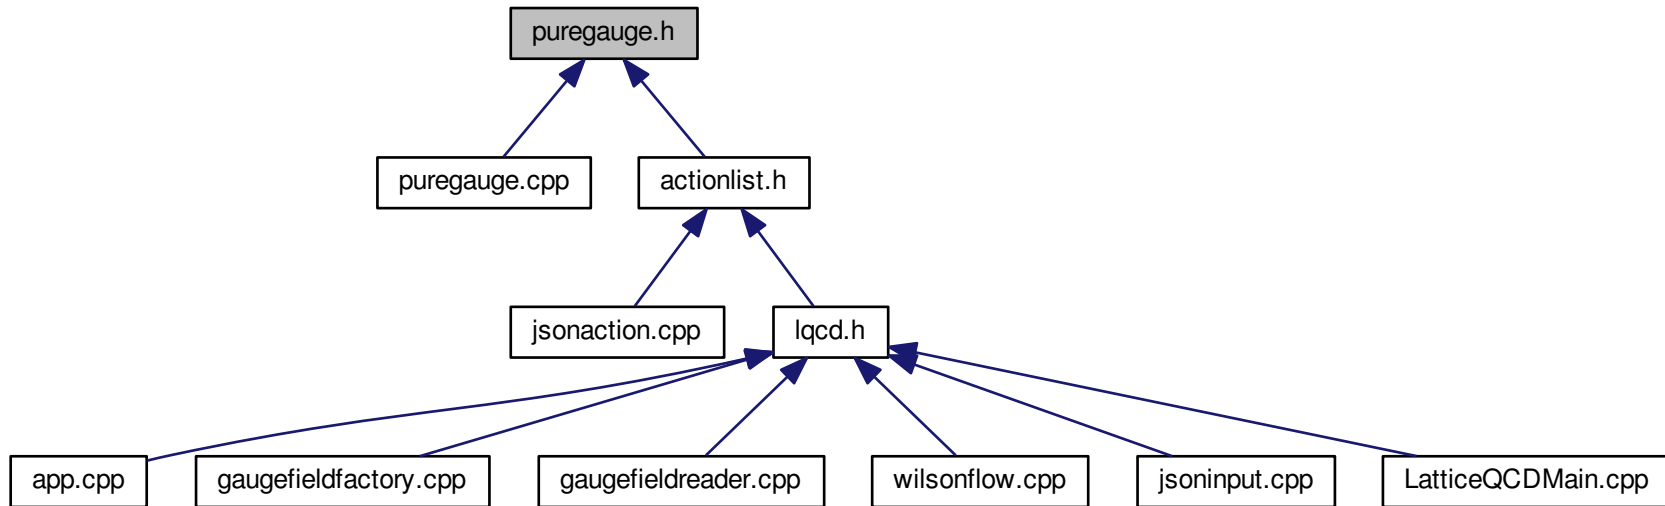 puregauge.h
puregauge.cpp
actionlist.h
jsonaction.cpp
lqcd.h
app.cpp
gaugefieldfactory.cpp
gaugefieldreader.cpp
wilsonflow.cpp
jsoninput.cpp
LatticeQCDMain.cpp